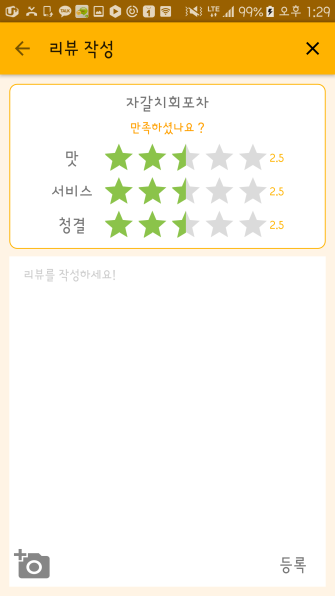 LTE 99% 오후 1:29
리뷰 작성
자갈치회포차
만족하셨나요 ?
맛 2.5
서비스 2.5
청결 2.5
리뷰를 작성하세요!
등록